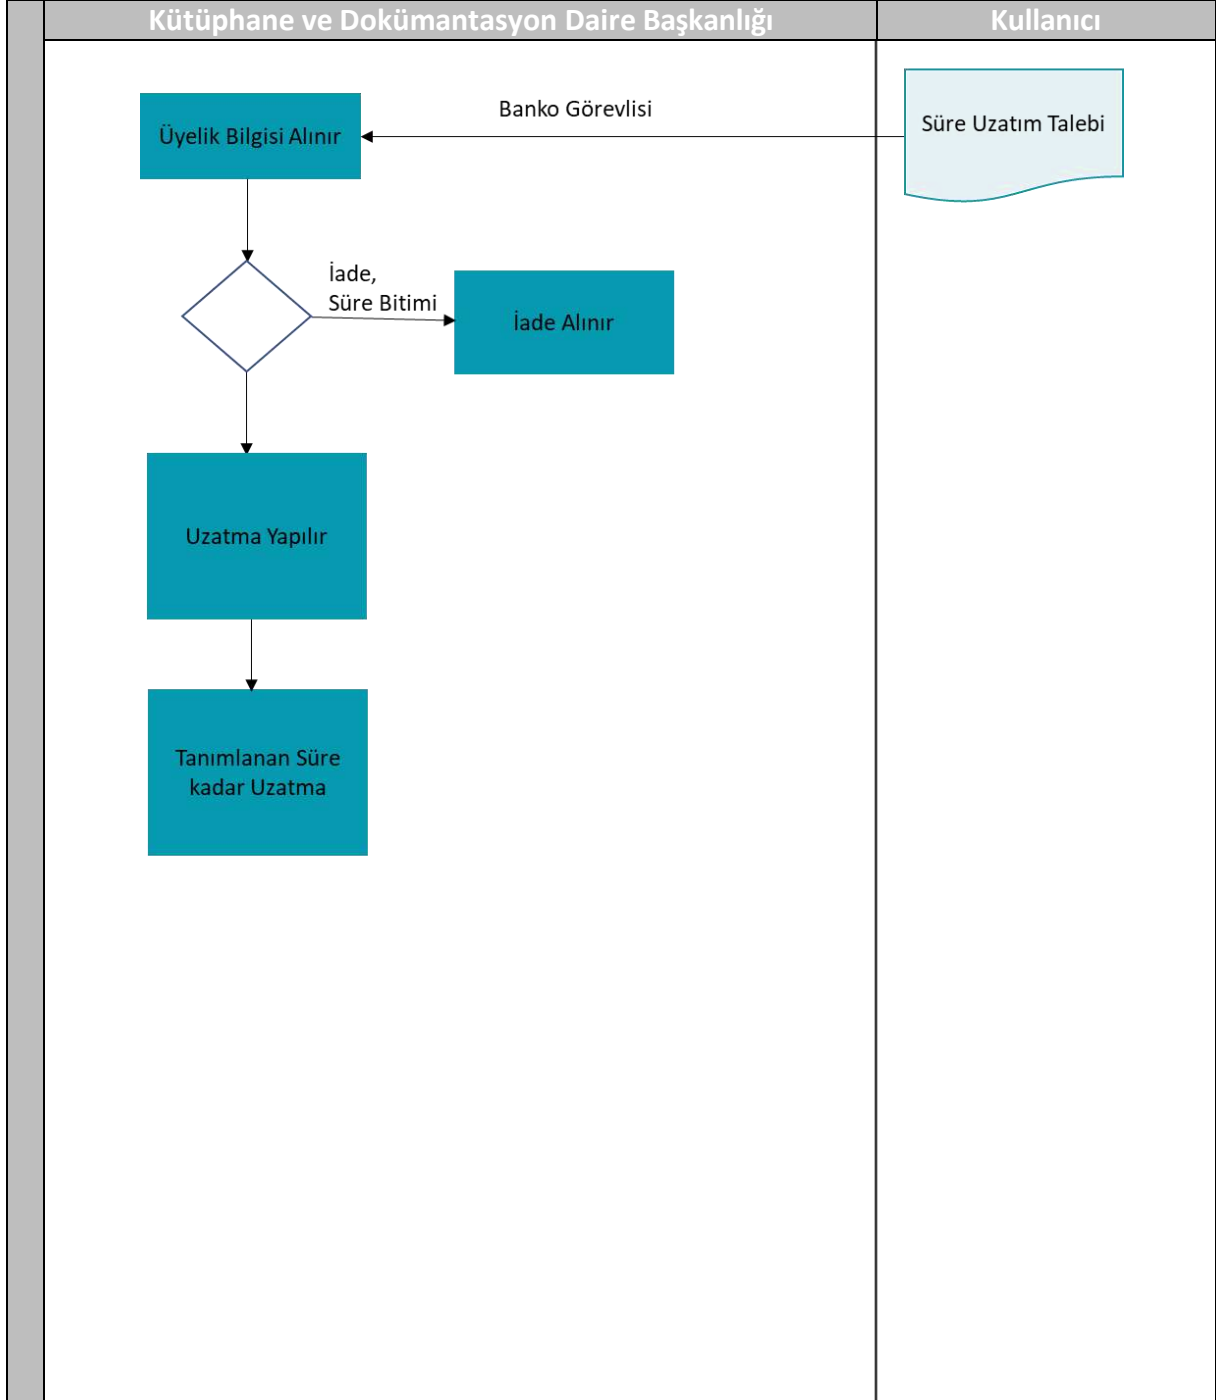 Kütüphane ve Dokümantasyon Daire Başkanlığı
Kullanıcı
Banko Görevlisi
Süre Uzatım Talebi
Üyelik Bilgisi Alınır
İade,
Süre Bitimi
İade Alınır
Uzatma Yapılır
Tanımlanan Süre
kadar Uzatma